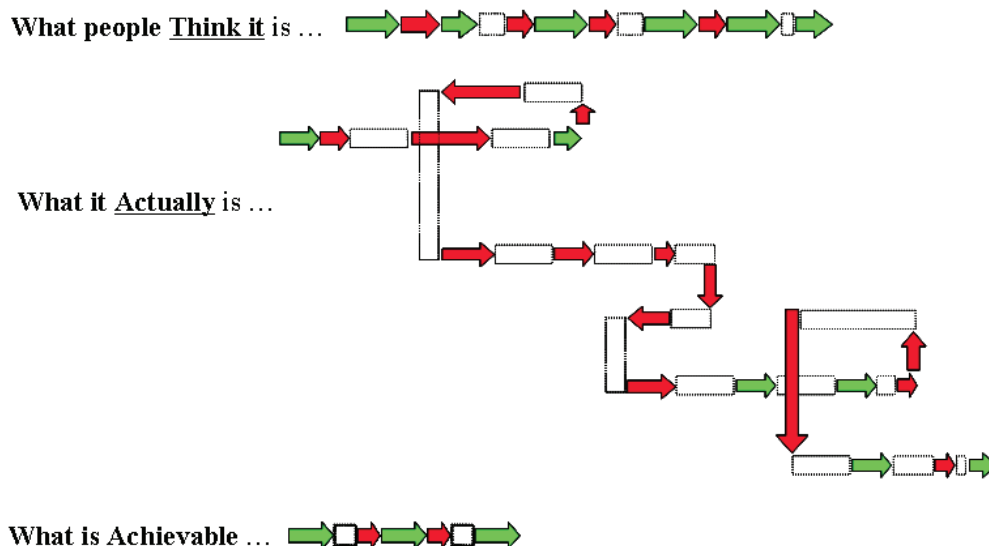 What people Think it is ...
What it Actually is ...
What is Achievable ...